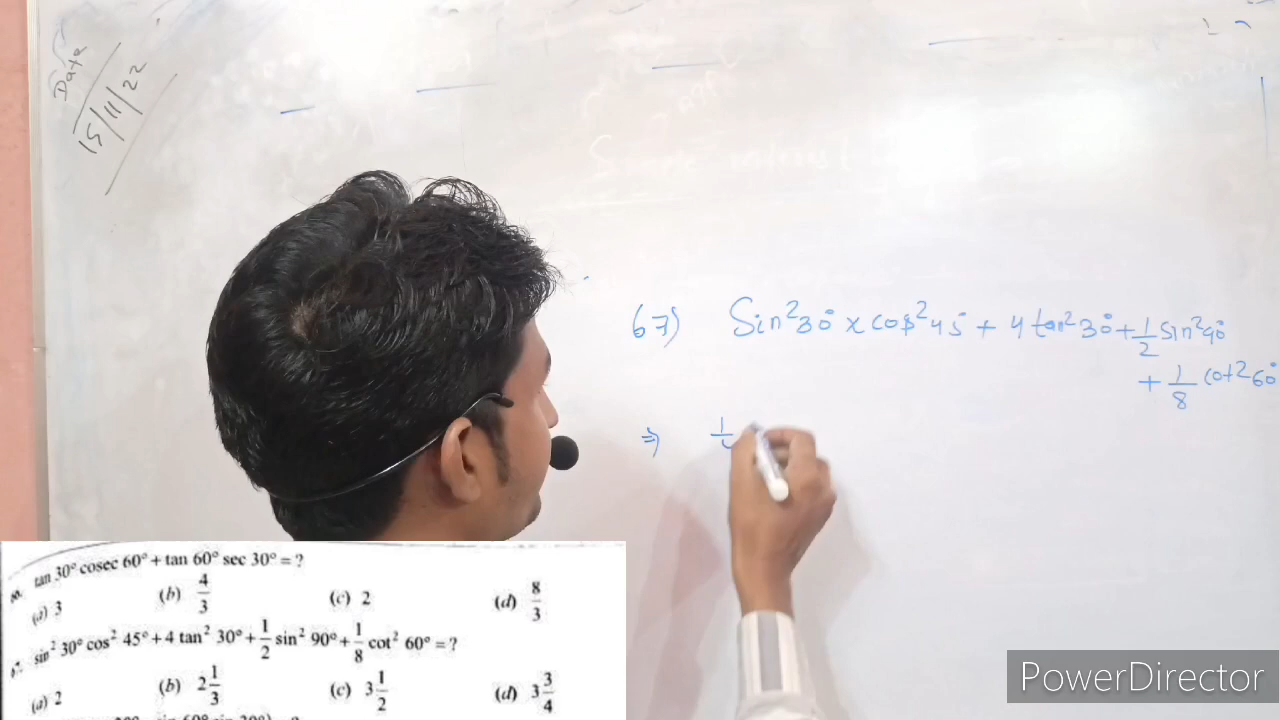 Date
15/11/22
67) Sin²30° x cos²45° + 4 tan²30° + 1/2 sin²90°
+ 1/8 cot²60°
⇒ 1
tan 30° cosec 60° + tan 60° sec 30° = ?
(a) 3 (b) 4/3 (c) 2 (d) 8/3
67. sin² 30° cos² 45° + 4 tan² 30° + 1/2 sin² 90° + 1/8 cot² 60° = ?
(a) 2 (b) 2 1/3 (c) 3 1/2 (d) 3 3/4
PowerDirector